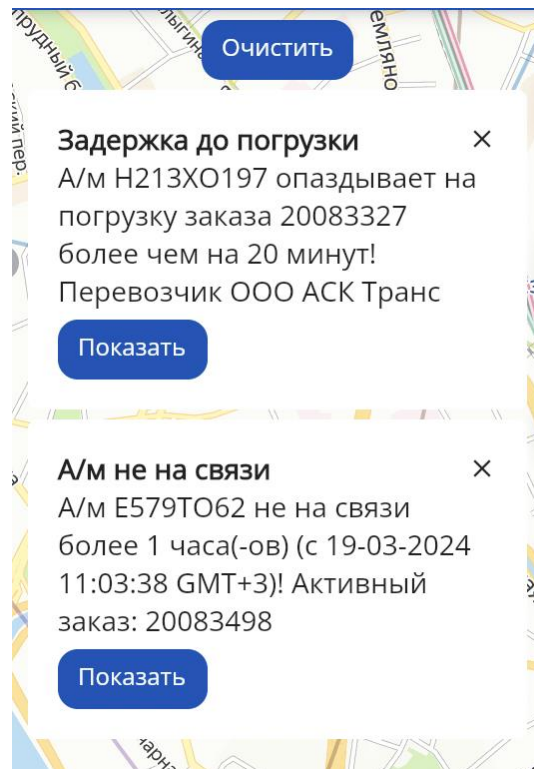 Очистить
Задержка до погрузки
А/м Н213ХО197 опаздывает на
погрузку заказа 20083327
более чем на 20 минут!
Перевозчик ООО АСК Транс
Показать
А/м не на связи
А/м Е579ТО62 не на связи
более 1 часа(-ов) (с 19-03-2024
11:03:38 GMT+3)! Активный
заказ: 20083498
Показать